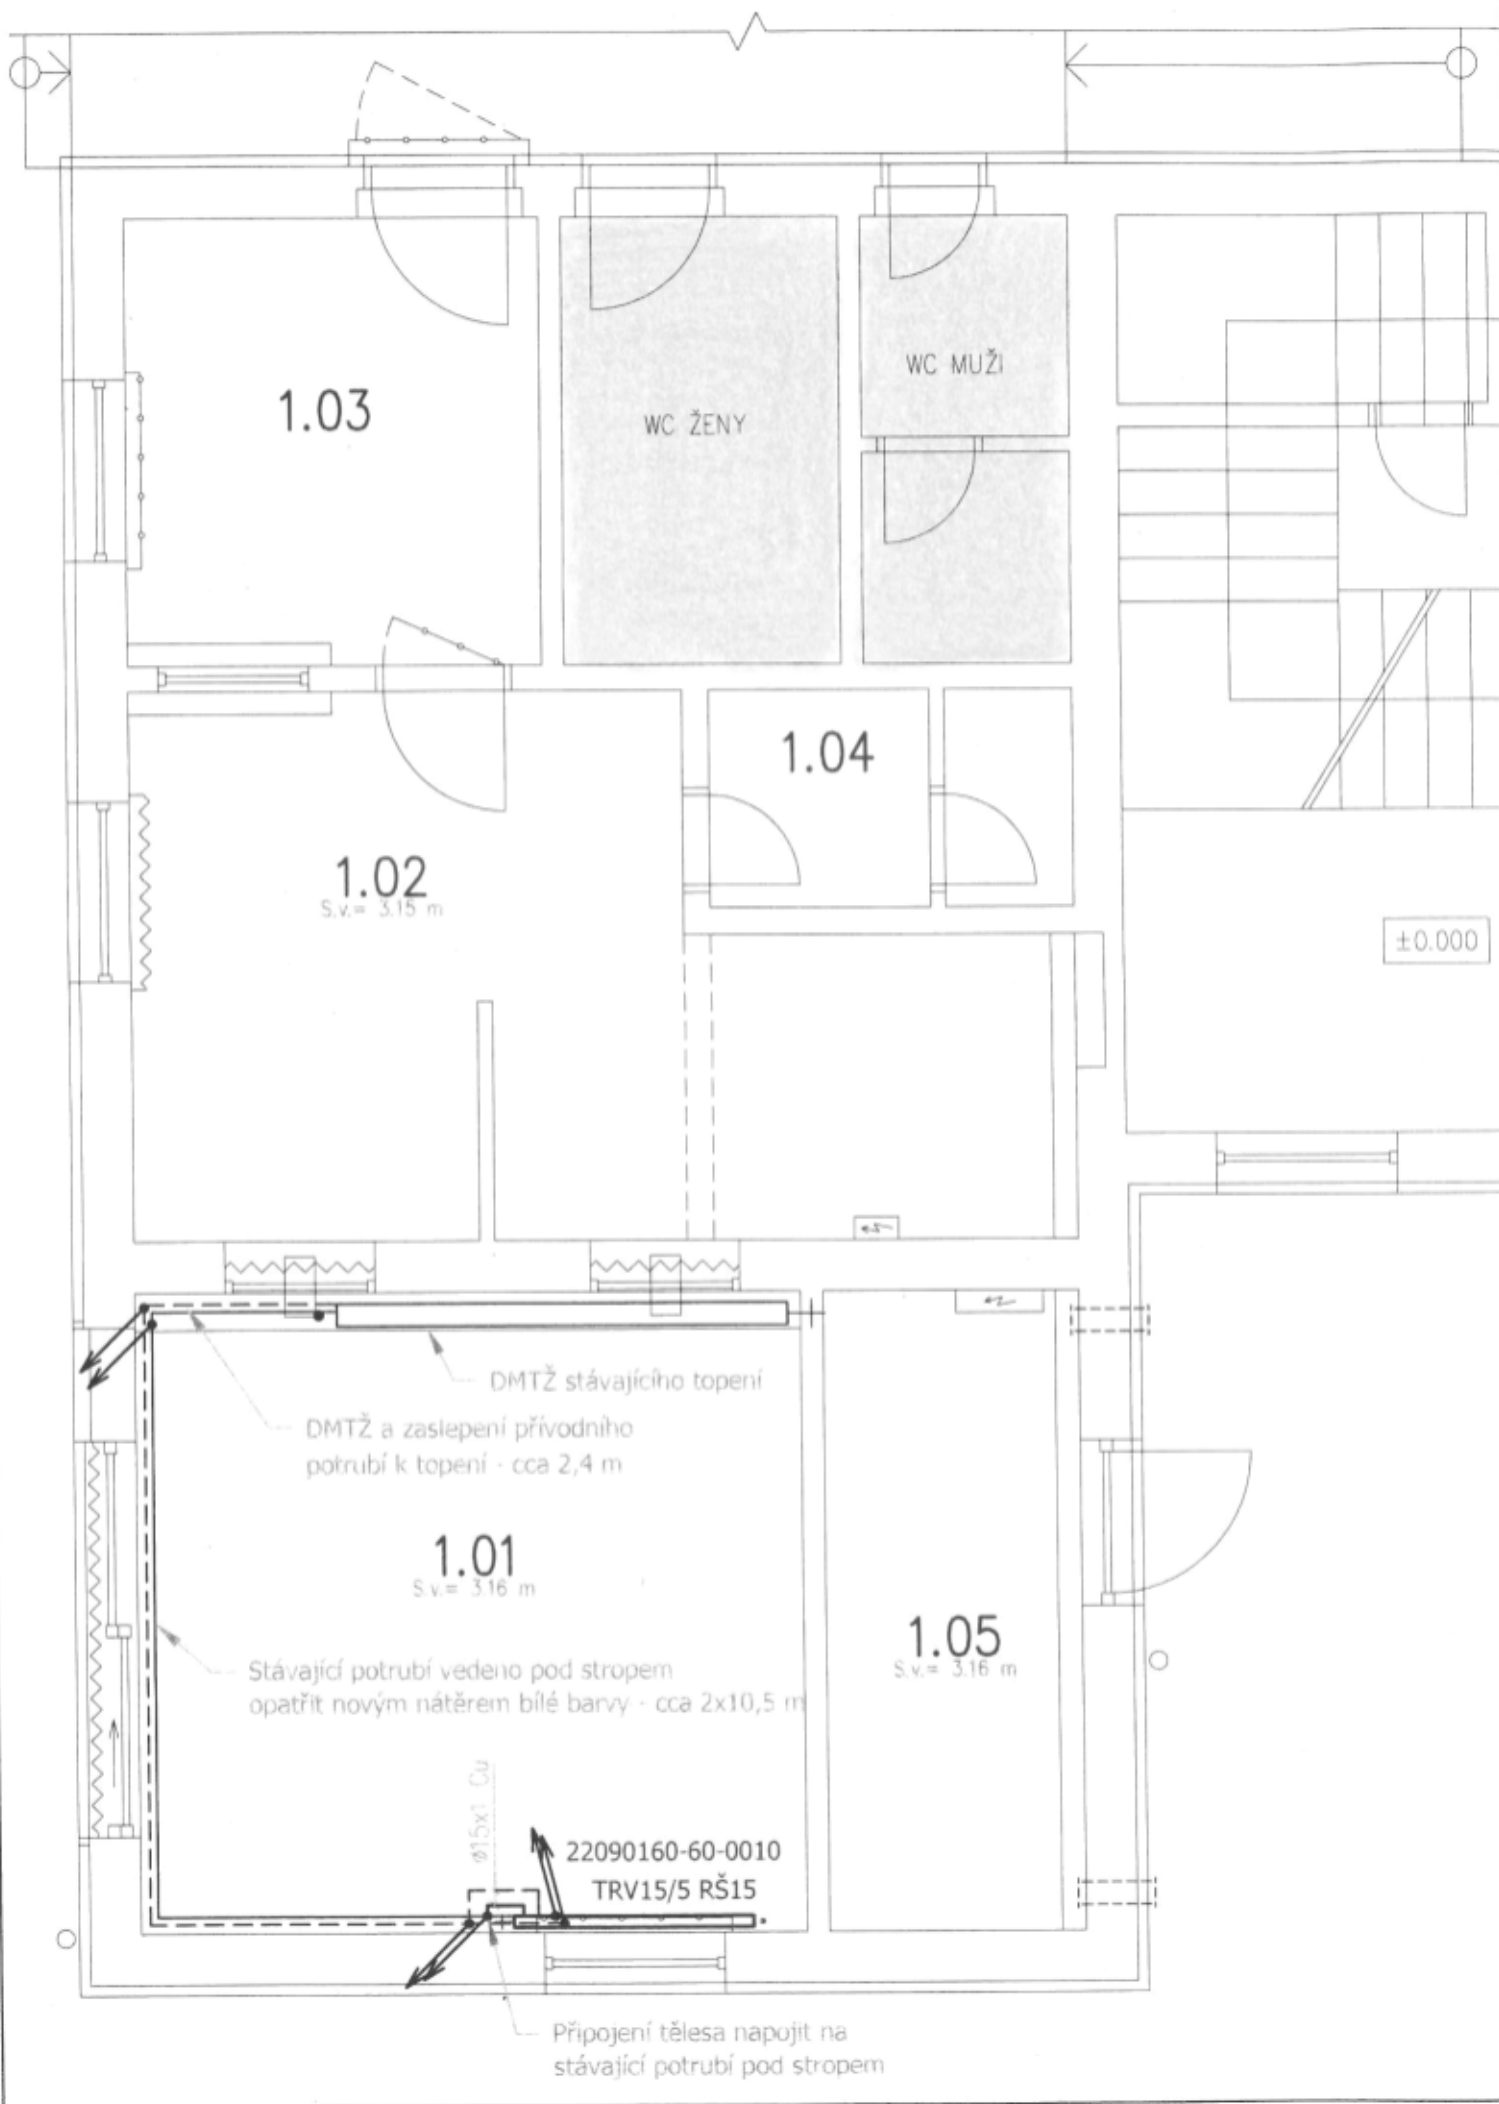 1.03
WC ŽENY
WC MUŽI
1.04
1.02
S.v.= 3.15 m
±0.000
DMTŽ stávajícího topení
DMTŽ a zaslepení přívodního
potrubí k topení - cca 2,4 m
1.01
S.v.= 3.16 m
1.05
S.v.= 3.16 m
Stávající potrubí vedeno pod stropem
opatřit novým nátěrem bílé barvy - cca 2x10,5 m
ø15x1 Cu
22090160-60-0010
TRV15/5 RŠ15
Připojení tělesa napojit na
stávající potrubí pod stropem